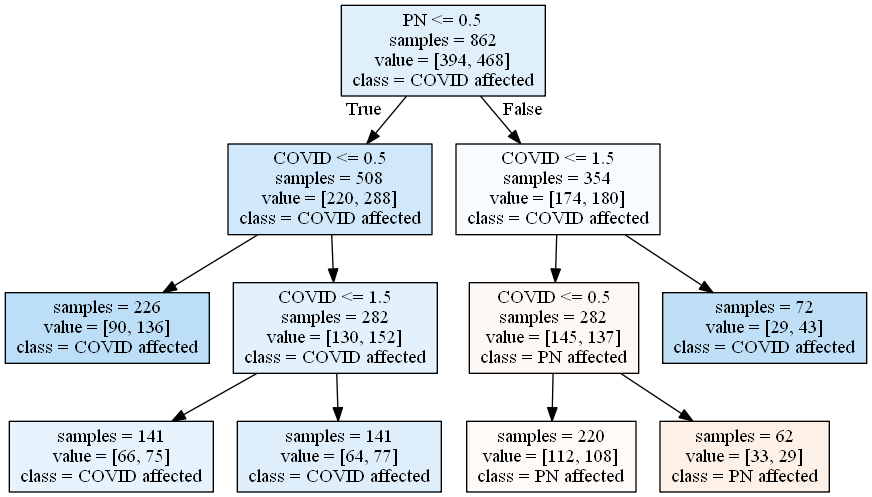 PN <= 0.5
samples = 862
value = [394, 468]
class = COVID affected
True
False
COVID <= 0.5
samples = 508
value = [220, 288]
class = COVID affected
COVID <= 1.5
samples = 354
value = [174, 180]
class = COVID affected
samples = 226
value = [90, 136]
class = COVID affected
COVID <= 1.5
samples = 282
value = [130, 152]
class = COVID affected
COVID <= 0.5
samples = 282
value = [145, 137]
class = PN affected
samples = 72
value = [29, 43]
class = COVID affected
samples = 141
value = [66, 75]
class = COVID affected
samples = 141
value = [64, 77]
class = COVID affected
samples = 220
value = [112, 108]
class = PN affected
samples = 62
value = [33, 29]
class = PN affected